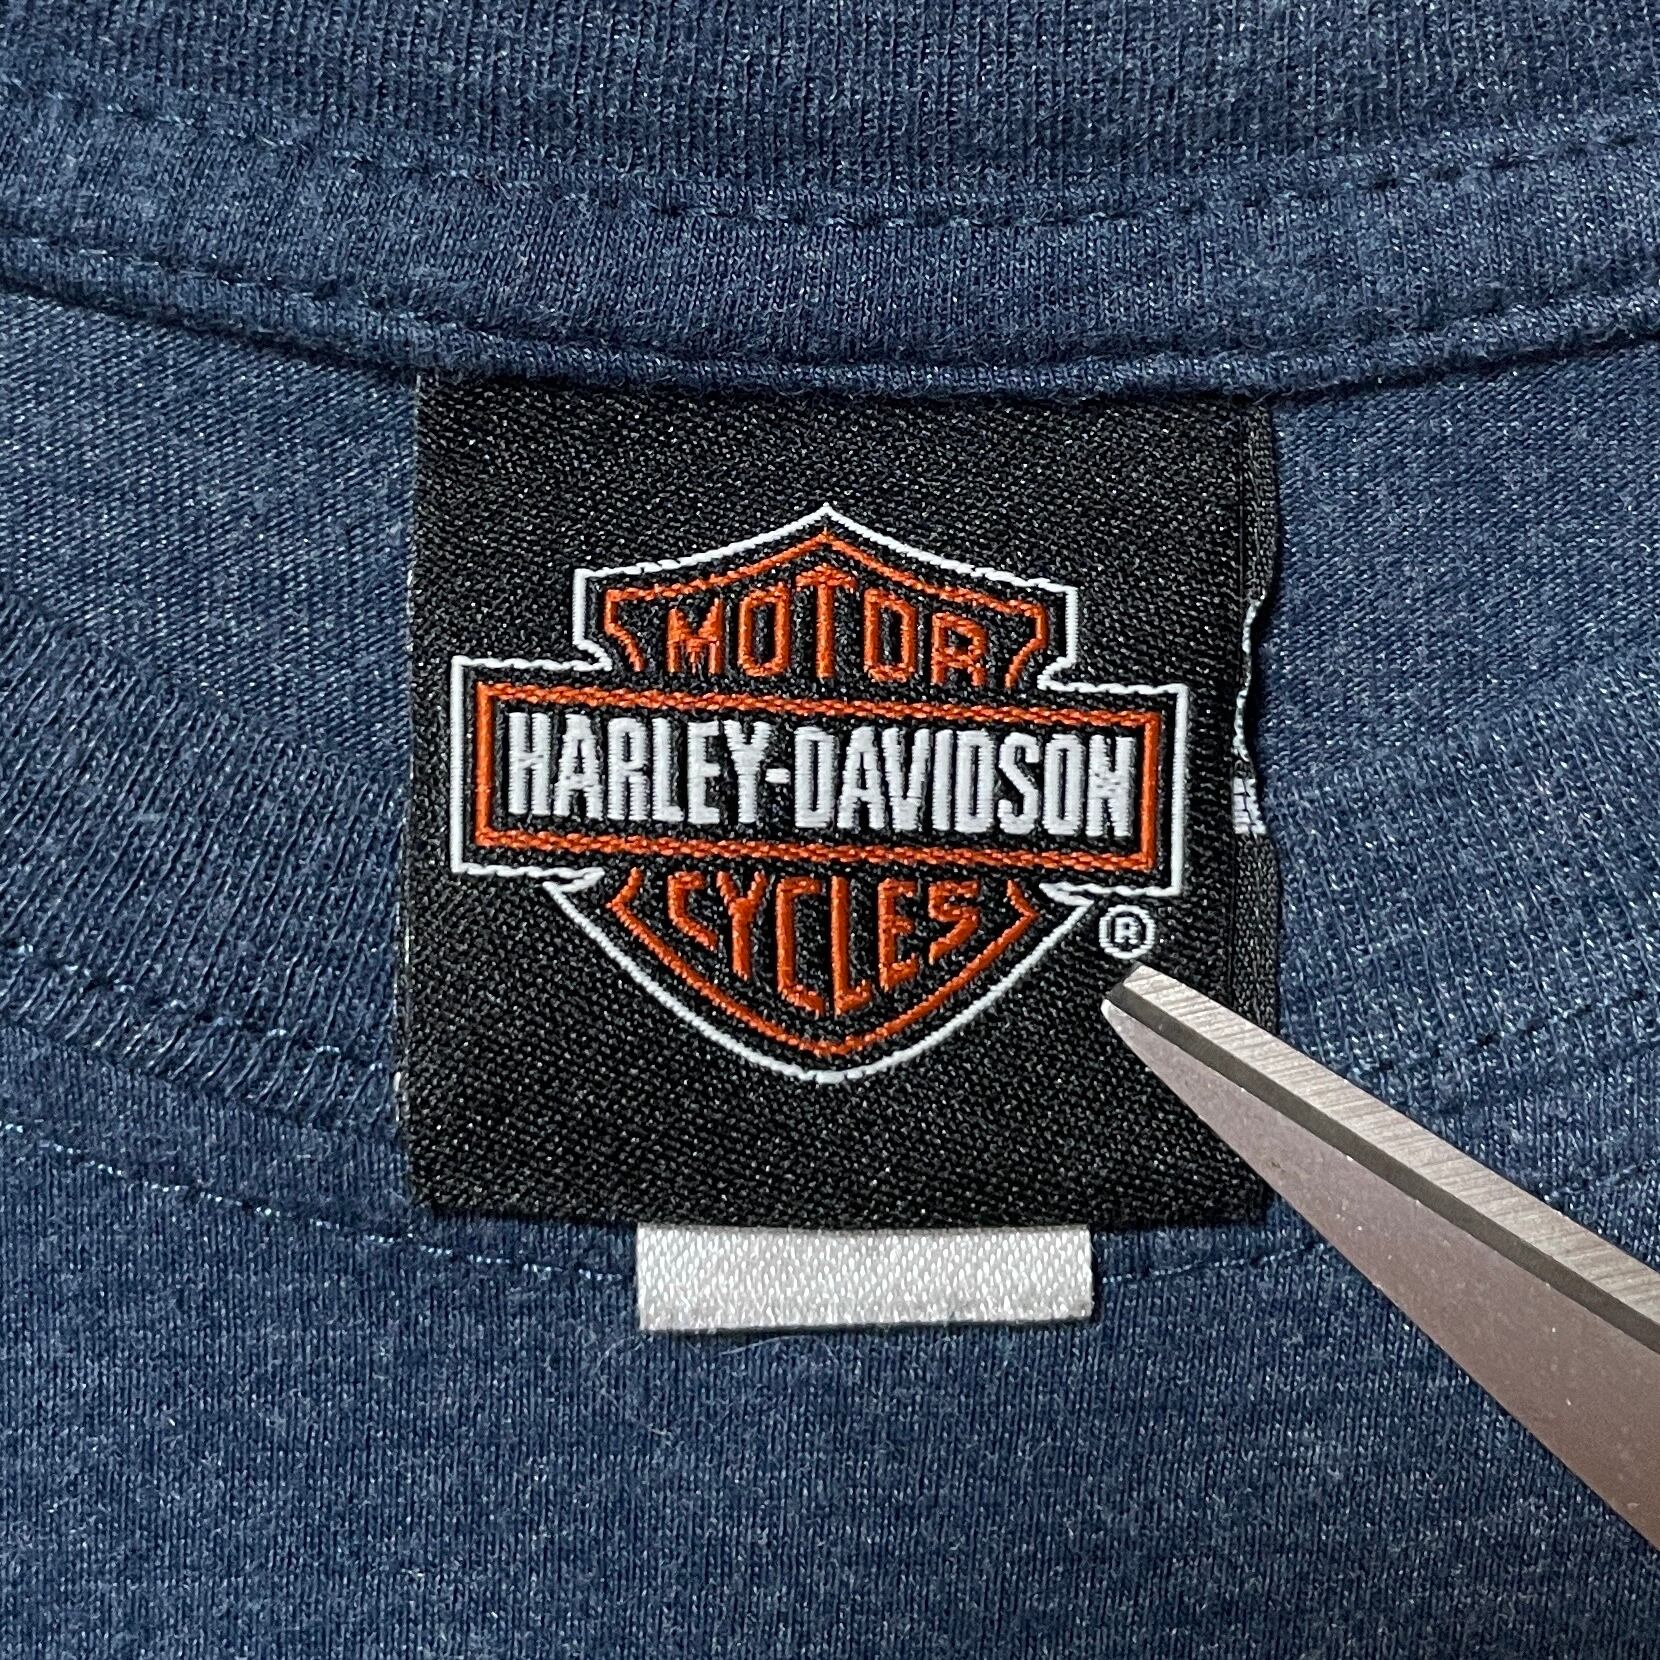 MOTOR
HARLEY-DAVIDSON
CYCLES
®